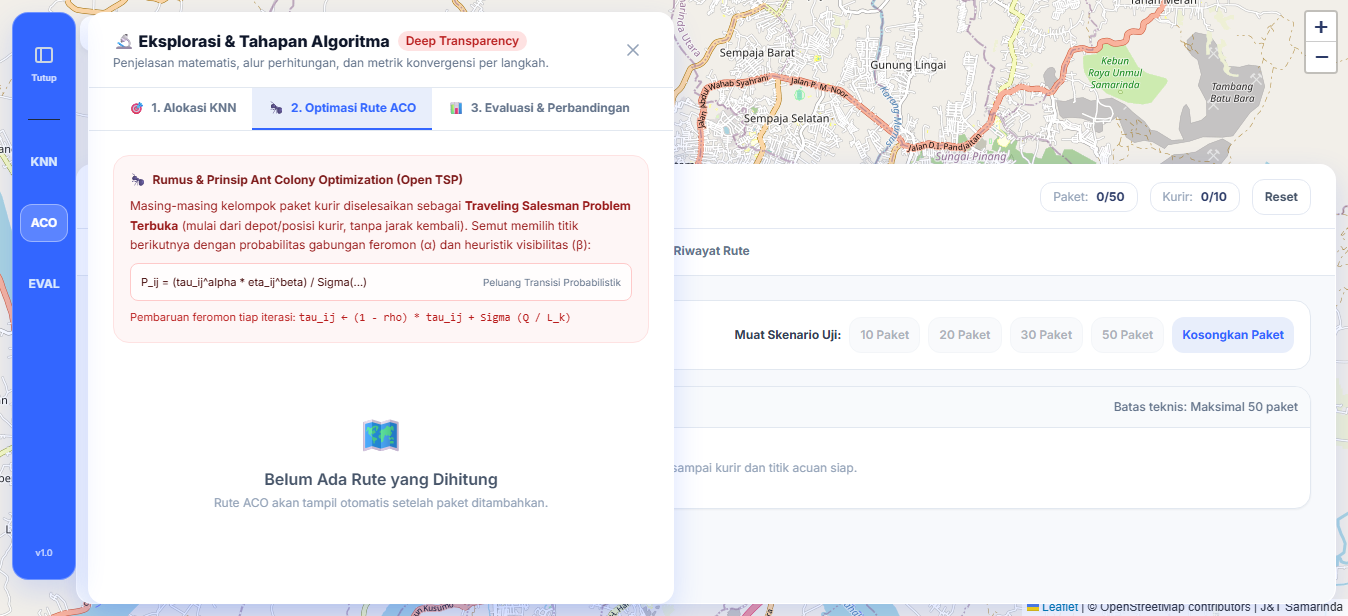 Tutup
KNN
ACO
EVAL
v1.0
Eksplorasi & Tahapan Algoritma
Deep Transparency
Penjelasan matematis, alur perhitungan, dan metrik konvergensi per langkah.
1. Alokasi KNN
2. Optimasi Rute ACO
3. Evaluasi & Perbandingan
Rumus & Prinsip Ant Colony Optimization (Open TSP)
Masing-masing kelompok paket kurir diselesaikan sebagai Traveling Salesman Problem
Terbuka (mulai dari depot/posisi kurir, tanpa jarak kembali). Semut memilih titik
berikutnya dengan probabilitas gabungan feromon (α) dan heuristik visibilitas (β):
P_ij = (tau_ij^alpha * eta_ij^beta) / Sigma(...)
Peluang Transisi Probabilistik
Pembaruan feromon tiap iterasi: tau_ij ← (1 - rho) * tau_ij + Sigma (Q / L_k)
Belum Ada Rute yang Dihitung
Rute ACO akan tampil otomatis setelah paket ditambahkan.
Sempaja Barat
Gunung Lingai
Kebun
Raya Unmul
Samarinda
Tambang
Batu Bara
Jalan Abdul Wahab Syahrani
Jalan P. M. Noor
Sempaja Selatan
Jalan D.I. Pandjaitan
Sungai Pinang
+
−
Paket: 0/50
Kurir: 0/10
Reset
Riwayat Rute
Muat Skenario Uji:
10 Paket
20 Paket
30 Paket
50 Paket
Kosongkan Paket
Batas teknis: Maksimal 50 paket
sampai kurir dan titik acuan siap.
Leaflet | © OpenStreetMap contributors | J&T Samarinda